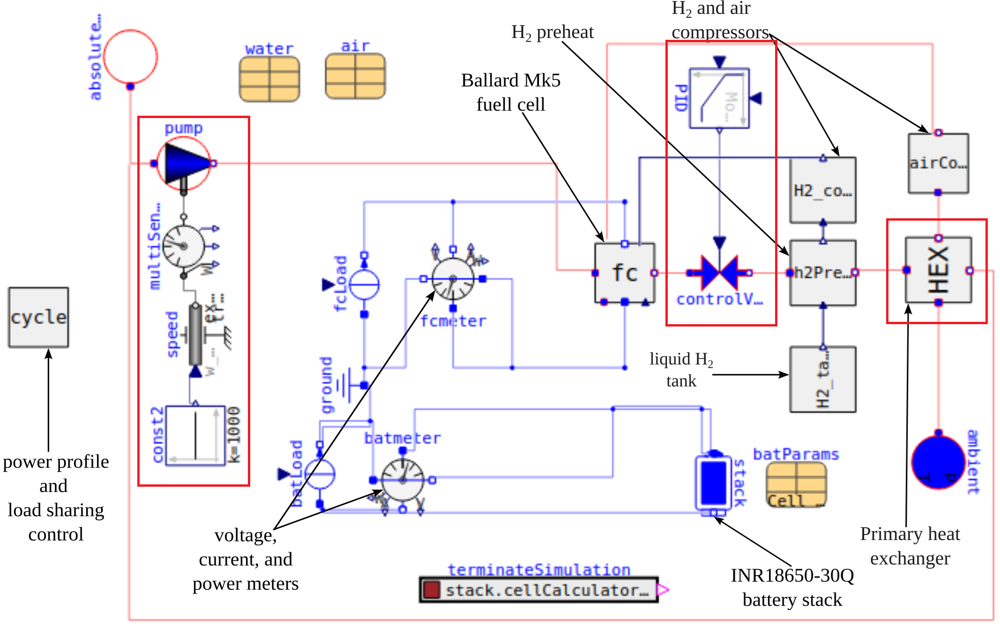 H₂ and air
compressors
H₂ preheat
absolute...
water
air
Ballard Mk5
fuell cell
PID
Mo...
pump
airCo...
H2_co...
multiSen...
w
fcLoad
V
A
W
fcmeter
fc
controlV...
h2Pre...
HEX
cycle
speed
ex...
tr...
w_...
ground
liquid H₂
tank
H2_ta...
const2
k=1000
batmeter
batLoad
V
stack
batParams
Cell ...
ambient
T
p
power profile
and
load sharing
control
voltage,
current, and
power meters
Primary heat
exchanger
INR18650-30Q
battery stack
terminateSimulation
stack.cellCalculator...